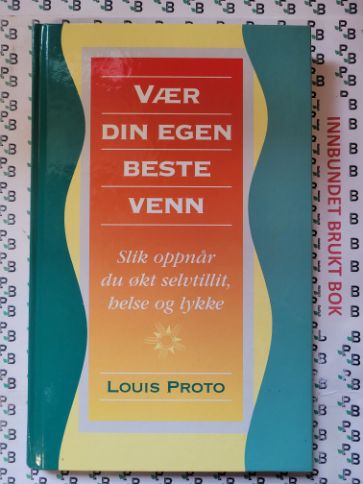 VÆR
DIN EGEN
BESTE
VENN
Slik oppnår
du økt selvtillit,
helse og lykke
LOUIS PROTO
INNBUNDET BRUKT BOK